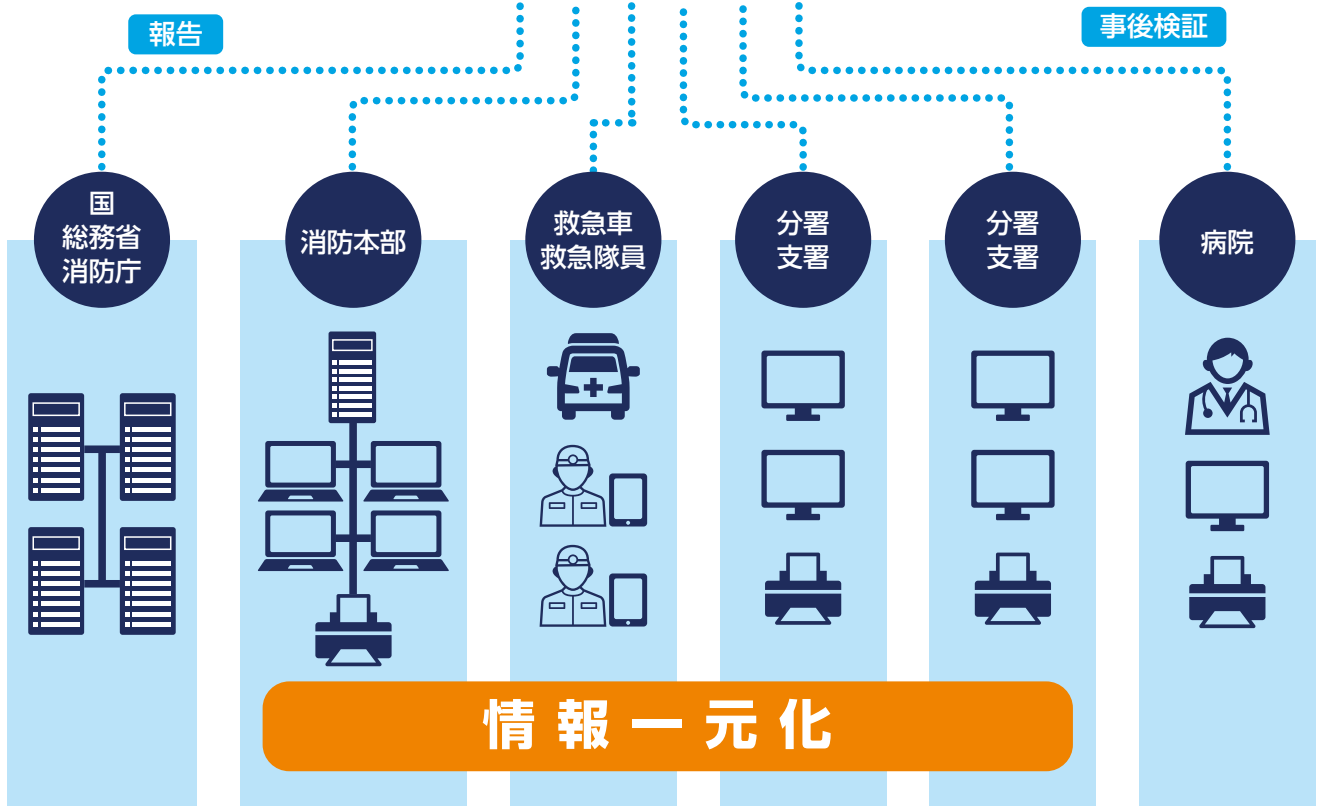 報告
事後検証
国
総務省
消防庁
消防本部
救急車
救急隊員
分署
支署
分署
支署
病院
情報一元化